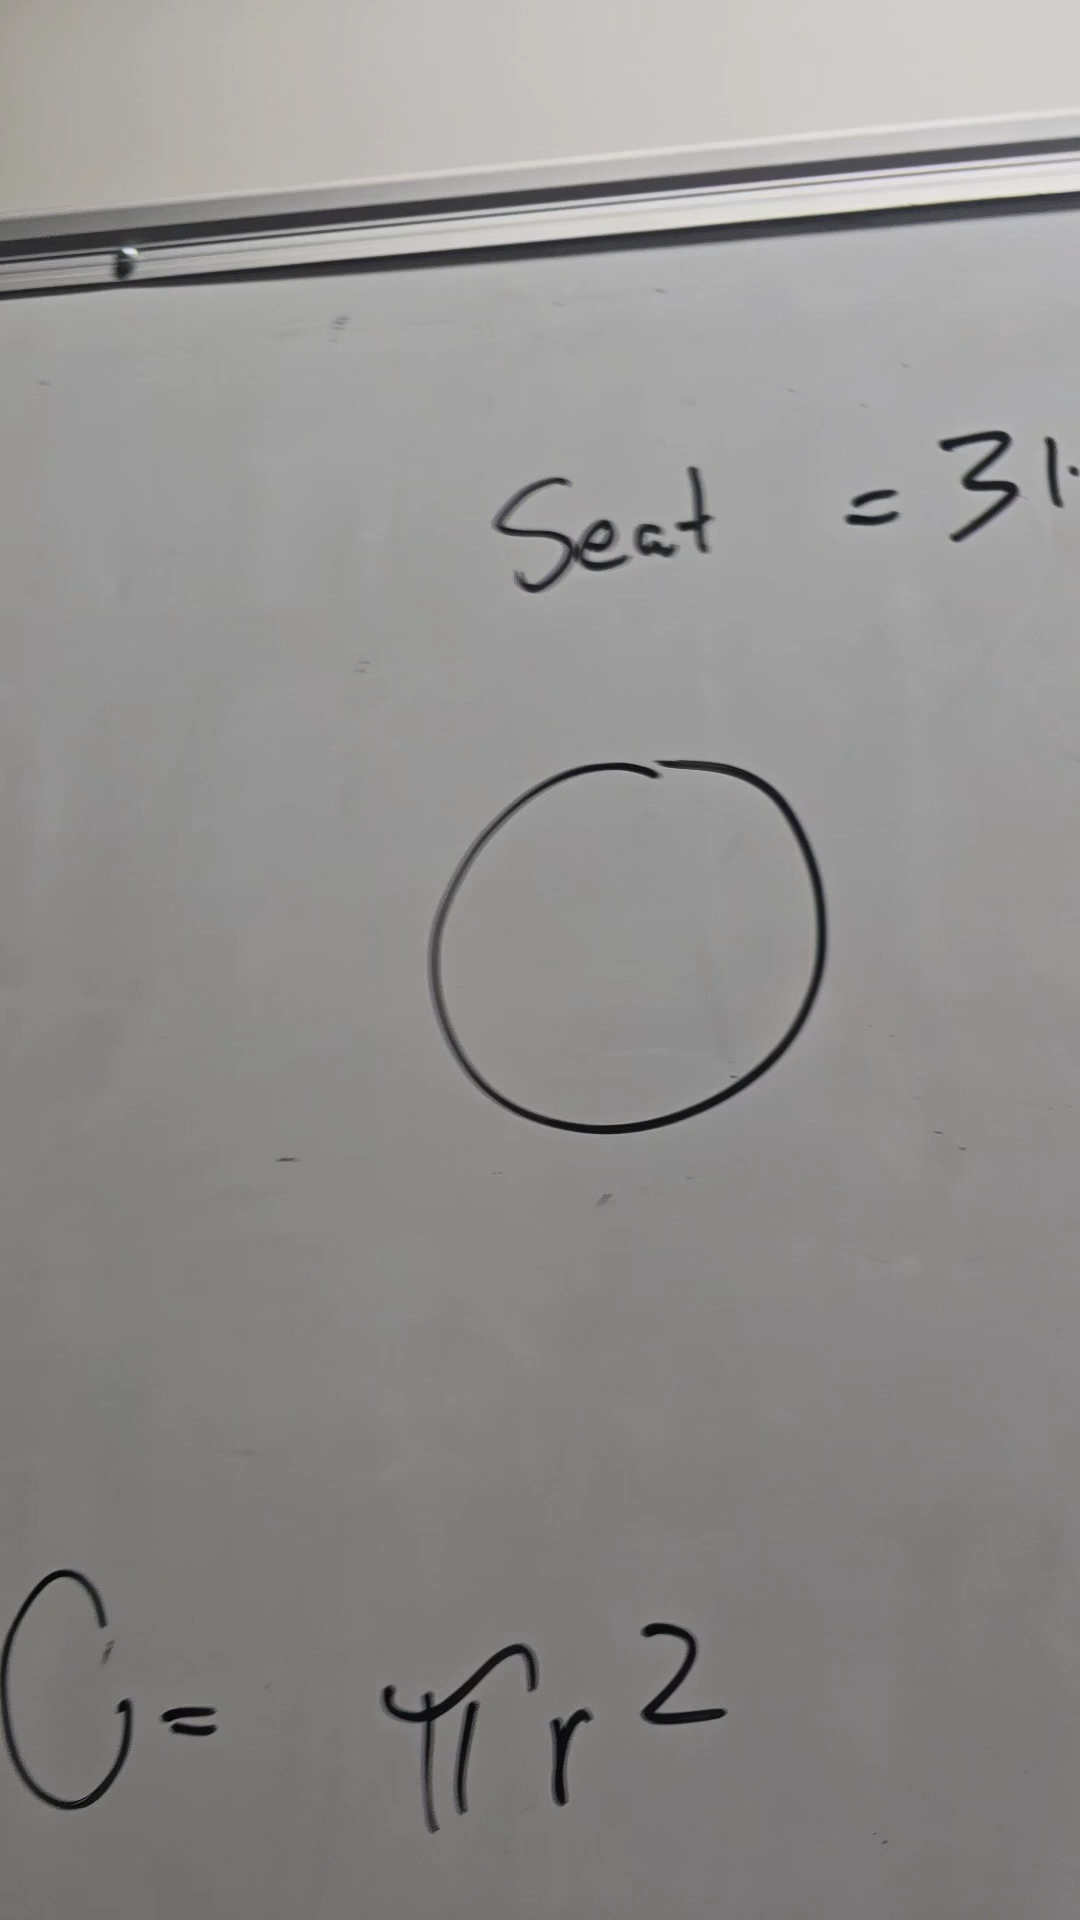 Seat = 31.
C = πr²